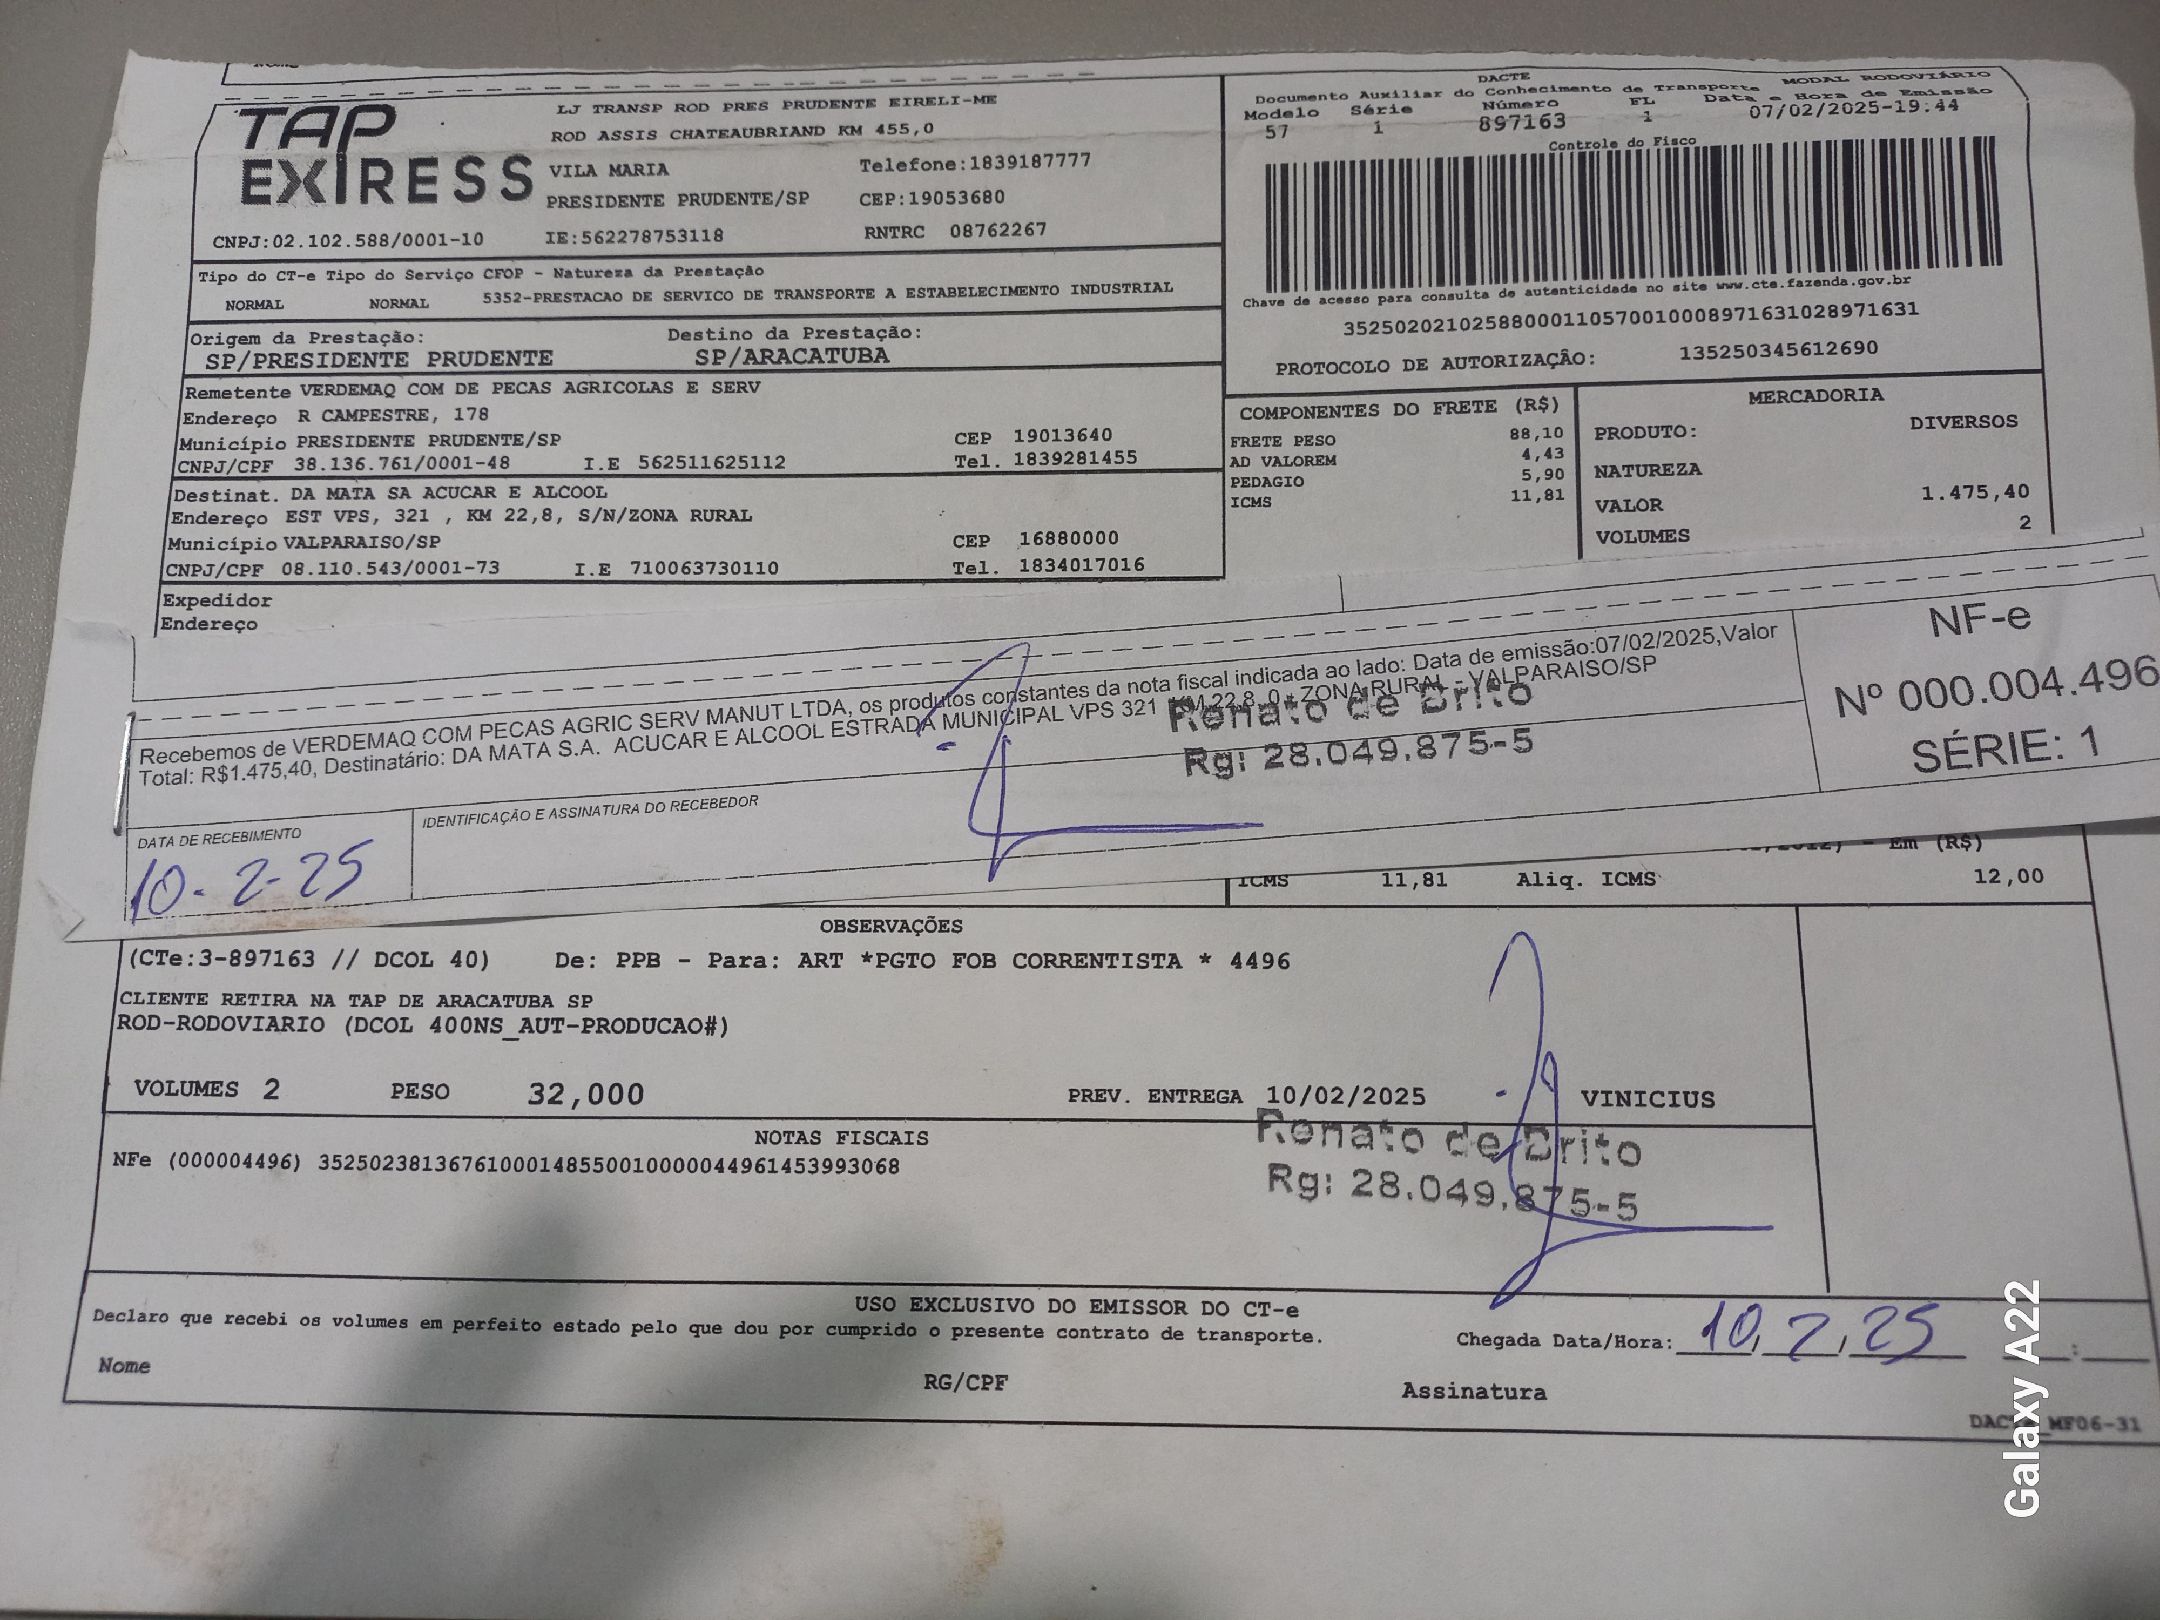 TAP
EXPRESS
LJ TRANSP ROD PRES PRUDENTE EIRELI-ME
ROD ASSIS CHATEAUBRIAND KM 455,0
VILA MARIA Telefone:1839187777
PRESIDENTE PRUDENTE/SP CEP:19053680
CNPJ:02.102.588/0001-10 IE:562278753118 RNTRC 08762267
DACTE MODAL RODOVIÁRIO
Documento Auxiliar do Conhecimento de Transporte
Modelo Série Número FL Data e Hora de Emissão
57 1 897163 1 07/02/2025-19:44
Controle do Fisco
Chave de acesso para consulta de autenticidade no site www.cte.fazenda.gov.br
35250202102588000110570010008971631028971631
PROTOCOLO DE AUTORIZAÇÃO: 135250345612690
Tipo do CT-e Tipo do Serviço CFOP - Natureza da Prestação
NORMAL NORMAL 5352-PRESTACAO DE SERVICO DE TRANSPORTE A ESTABELECIMENTO INDUSTRIAL
Origem da Prestação: Destino da Prestação:
SP/PRESIDENTE PRUDENTE SP/ARACATUBA
Remetente VERDEMAQ COM DE PECAS AGRICOLAS E SERV
Endereço R CAMPESTRE, 178
Município PRESIDENTE PRUDENTE/SP CEP 19013640
CNPJ/CPF 38.136.761/0001-48 I.E 562511625112 Tel. 1839281455
Destinat. DA MATA SA ACUCAR E ALCOOL
Endereço EST VPS, 321 , KM 22,8, S/N/ZONA RURAL
Município VALPARAISO/SP CEP 16880000
CNPJ/CPF 08.110.543/0001-73 I.E 710063730110 Tel. 1834017016
Expedidor
Endereço
COMPONENTES DO FRETE (R$)
FRETE PESO 88,10
AD VALOREM 4,43
PEDAGIO 5,90
ICMS 11,81
MERCADORIA
PRODUTO: DIVERSOS
NATUREZA
VALOR 1.475,40
VOLUMES 2
Recebemos de VERDEMAQ COM PECAS AGRIC SERV MANUT LTDA, os produtos constantes da nota fiscal indicada ao lado: Data de emissão:07/02/2025,Valor
Total: R$1.475,40, Destinatário: DA MATA S.A. ACUCAR E ALCOOL ESTRADA MUNICIPAL VPS 321 KM 22,8, 0 - ZONA RURAL - VALPARAISO/SP
Renato de Brito
Rg: 28.049.875-5
NF-e
Nº 000.004.496
SÉRIE: 1
DATA DE RECEBIMENTO
10-2-25
IDENTIFICAÇÃO E ASSINATURA DO RECEBEDOR
Em (R$)
ICMS 11,81 Aliq. ICMS 12,00
OBSERVAÇÕES
(CTe:3-897163 // DCOL 40) De: PPB - Para: ART *PGTO FOB CORRENTISTA * 4496
CLIENTE RETIRA NA TAP DE ARACATUBA SP
ROD-RODOVIARIO (DCOL 400NS_AUT-PRODUCAO#)
VOLUMES 2 PESO 32,000 PREV. ENTREGA 10/02/2025 VINICIUS
NOTAS FISCAIS
NFe (000004496) 35250238136761000148550010000044961453993068
Renato de Brito
Rg: 28.049.875-5
USO EXCLUSIVO DO EMISSOR DO CT-e
Declaro que recebi os volumes em perfeito estado pelo que dou por cumprido o presente contrato de transporte.
Chegada Data/Hora: 10/2/25 :
Nome RG/CPF Assinatura
MF06-31
Galaxy A22